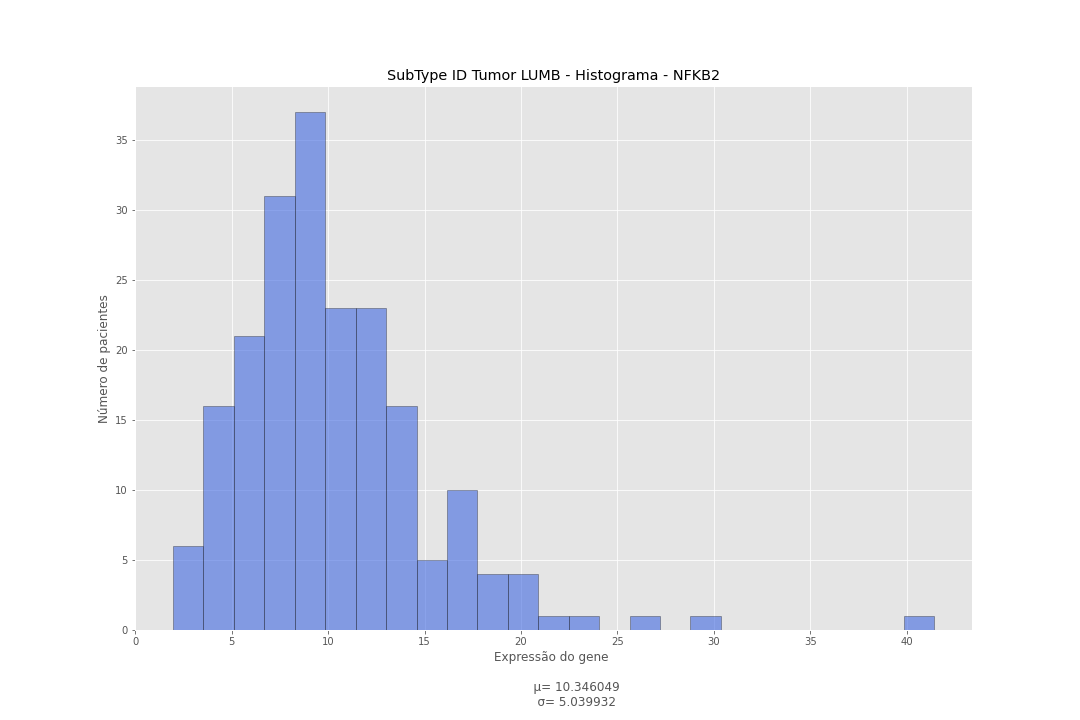 SubType ID Tumor LUMB - Histograma - NFKB2
Número de pacientes
35
30
25
20
15
10
5
0
0 5 10 15 20 25 30 35 40
Expressão do gene
μ= 10.346049
σ= 5.039932